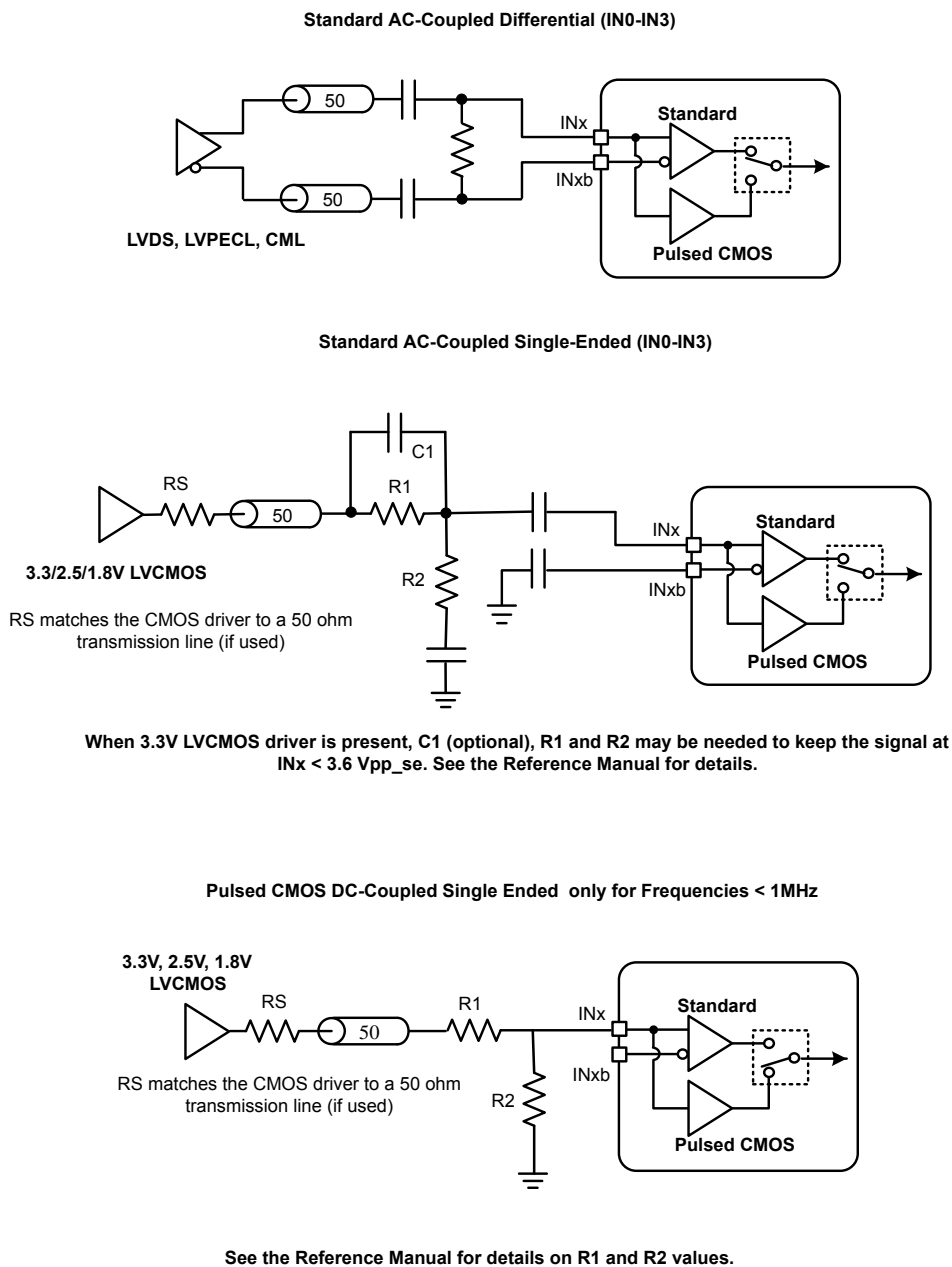 Standard AC-Coupled Differential (IN0-IN3)
50
50
INx
INxb
Standard
Pulsed CMOS
LVDS, LVPECL, CML
Standard AC-Coupled Single-Ended (IN0-IN3)
C1
RS
R1
50
INx
Standard
3.3/2.5/1.8V LVCMOS
R2
INxb
RS matches the CMOS driver to a 50 ohm
transmission line (if used)
Pulsed CMOS
When 3.3V LVCMOS driver is present, C1 (optional), R1 and R2 may be needed to keep the signal at
INx < 3.6 Vpp_se. See the Reference Manual for details.
Pulsed CMOS DC-Coupled Single Ended  only for Frequencies < 1MHz
3.3V, 2.5V, 1.8V
LVCMOS
RS
R1
50
INx
Standard
INxb
RS matches the CMOS driver to a 50 ohm
transmission line (if used)
R2
Pulsed CMOS
See the Reference Manual for details on R1 and R2 values.